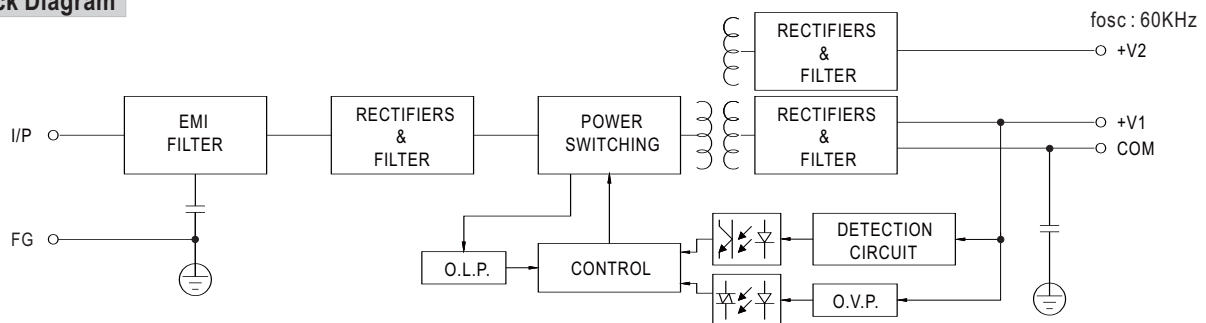 ck Diagram
fosc : 60KHz
RECTIFIERS
&
FILTER
+V2
I/P
EMI
FILTER
RECTIFIERS
&
FILTER
POWER
SWITCHING
RECTIFIERS
&
FILTER
+V1
COM
FG
O.L.P.
CONTROL
DETECTION
CIRCUIT
O.V.P.